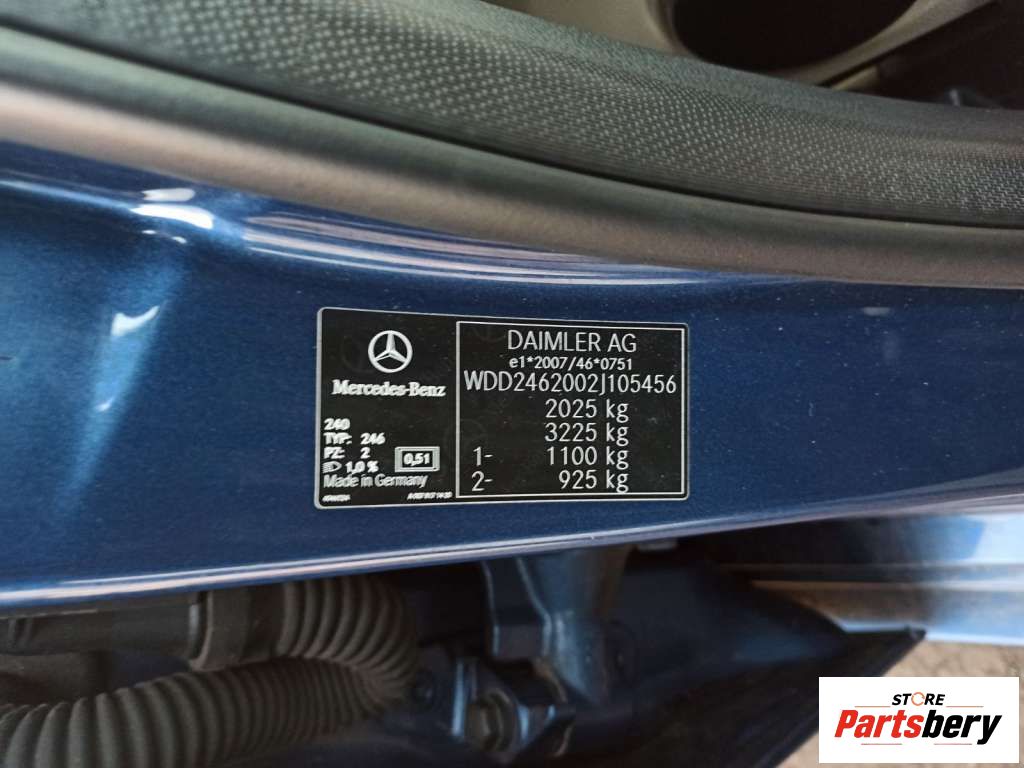 DAIMLER AG
e1*2007/46*0751
WDD2462002J105456
2025 kg
3225 kg
1- 1100 kg
2- 925 kg
Mercedes-Benz
240
TYP: 246
PZ: 2
1,0 %
0,51
Made in Germany
STORE
Partsbery